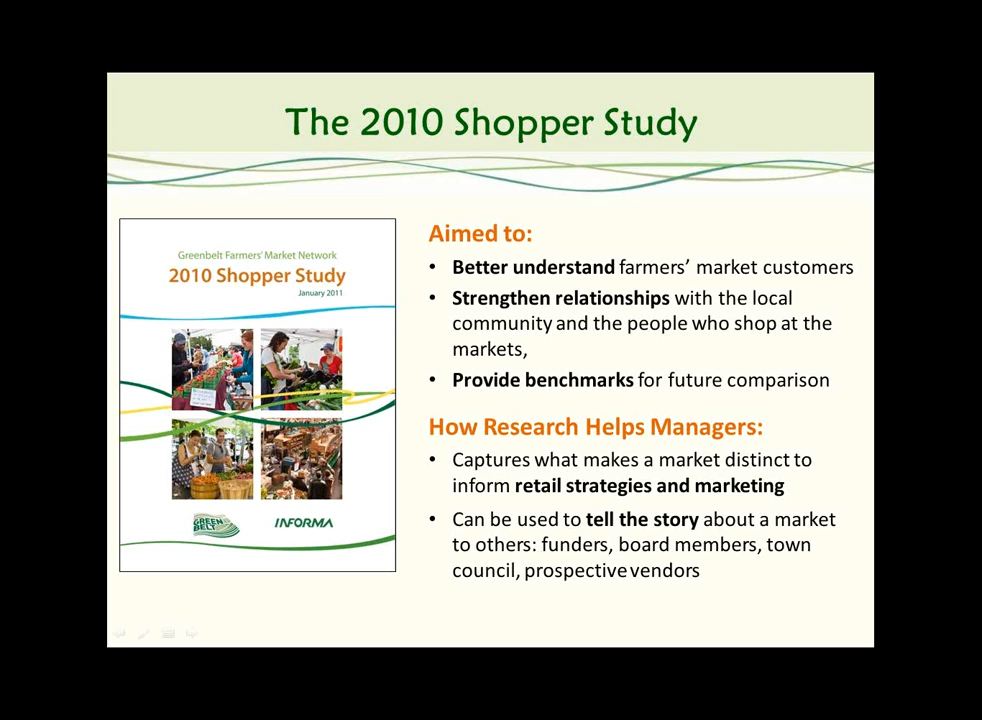 The 2010 Shopper Study
Greenbelt Farmers' Market Network
2010 Shopper Study
January 2011
GREEN
BELT
INFORMA
Aimed to:
• Better understand farmers' market customers
• Strengthen relationships with the local
community and the people who shop at the
markets,
• Provide benchmarks for future comparison
How Research Helps Managers:
• Captures what makes a market distinct to
inform retail strategies and marketing
• Can be used to tell the story about a market
to others: funders, board members, town
council, prospective vendors